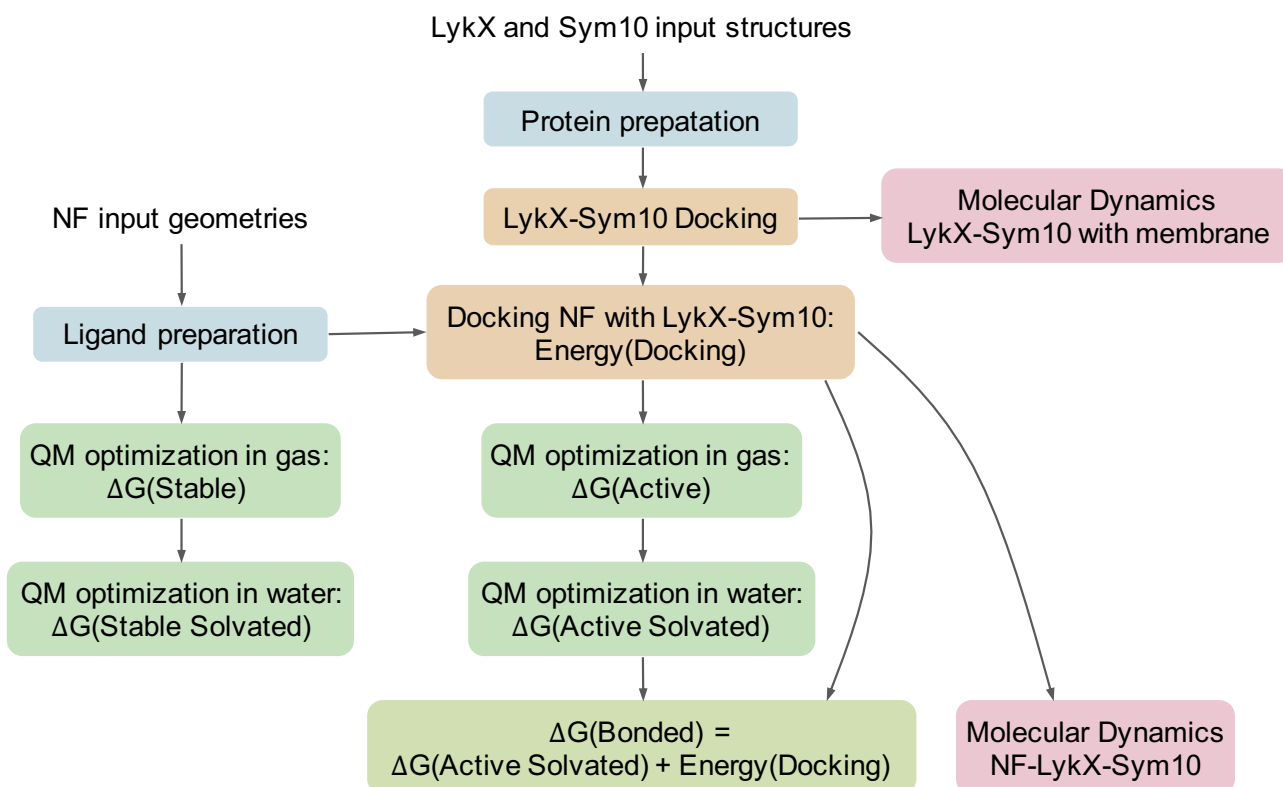 LykX and Sym10 input structures
Protein prepatation
LykX-Sym10 Docking
Molecular Dynamics
LykX-Sym10 with membrane
NF input geometries
Ligand preparation
Docking NF with LykX-Sym10:
Energy(Docking)
QM optimization in gas:
ΔG(Stable)
QM optimization in gas:
ΔG(Active)
QM optimization in water:
ΔG(Stable Solvated)
QM optimization in water:
ΔG(Active Solvated)
ΔG(Bonded) =
ΔG(Active Solvated) + Energy(Docking)
Molecular Dynamics
NF-LykX-Sym10